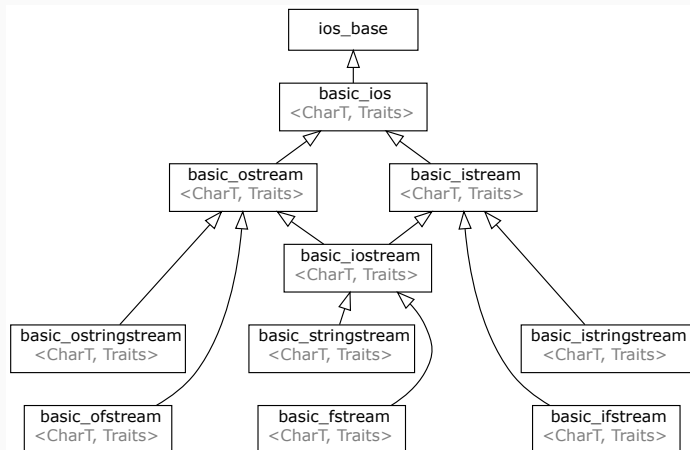 ios_base
basic_ios
<CharT, Traits>
basic_ostream
<CharT, Traits>
basic_istream
<CharT, Traits>
basic_iostream
<CharT, Traits>
basic_ostringstream
<CharT, Traits>
basic_stringstream
<CharT, Traits>
basic_istringstream
<CharT, Traits>
basic_ofstream
<CharT, Traits>
basic_fstream
<CharT, Traits>
basic_ifstream
<CharT, Traits>